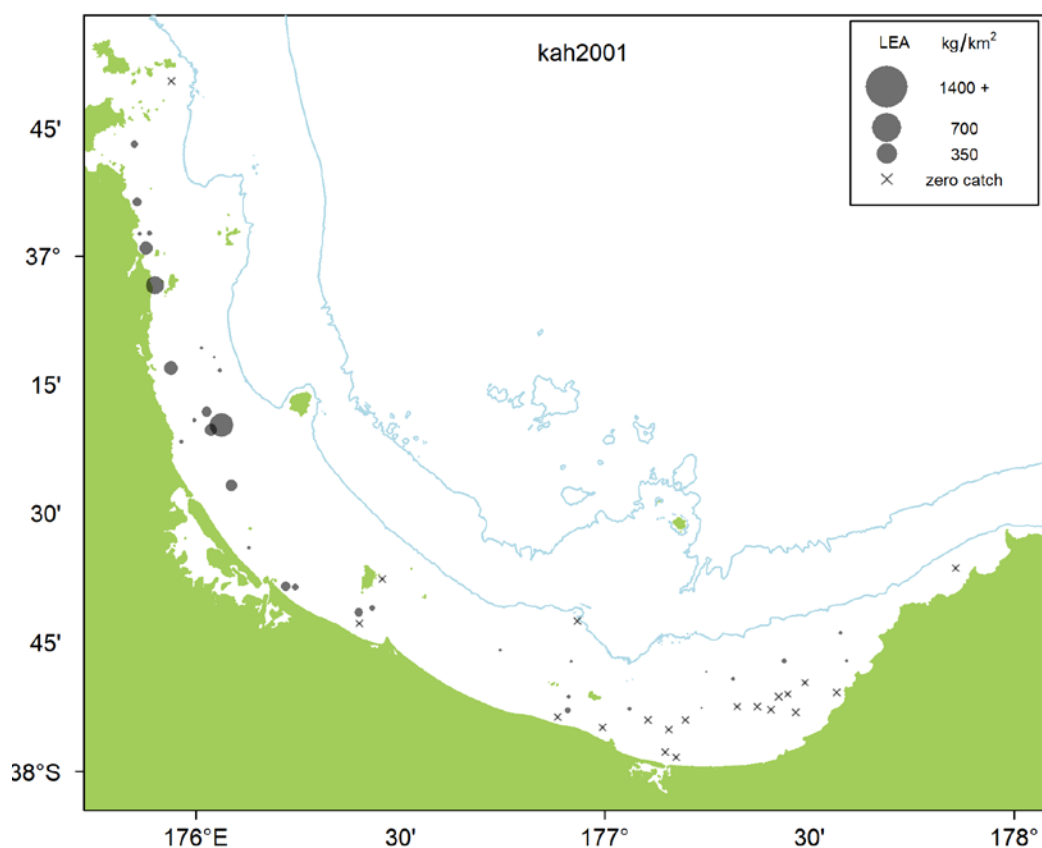 kah2001
LEA kg/km²
1400 +
700
350
zero catch
45'
37°
15'
30'
45'
38°S
176°E 30' 177° 30' 178°